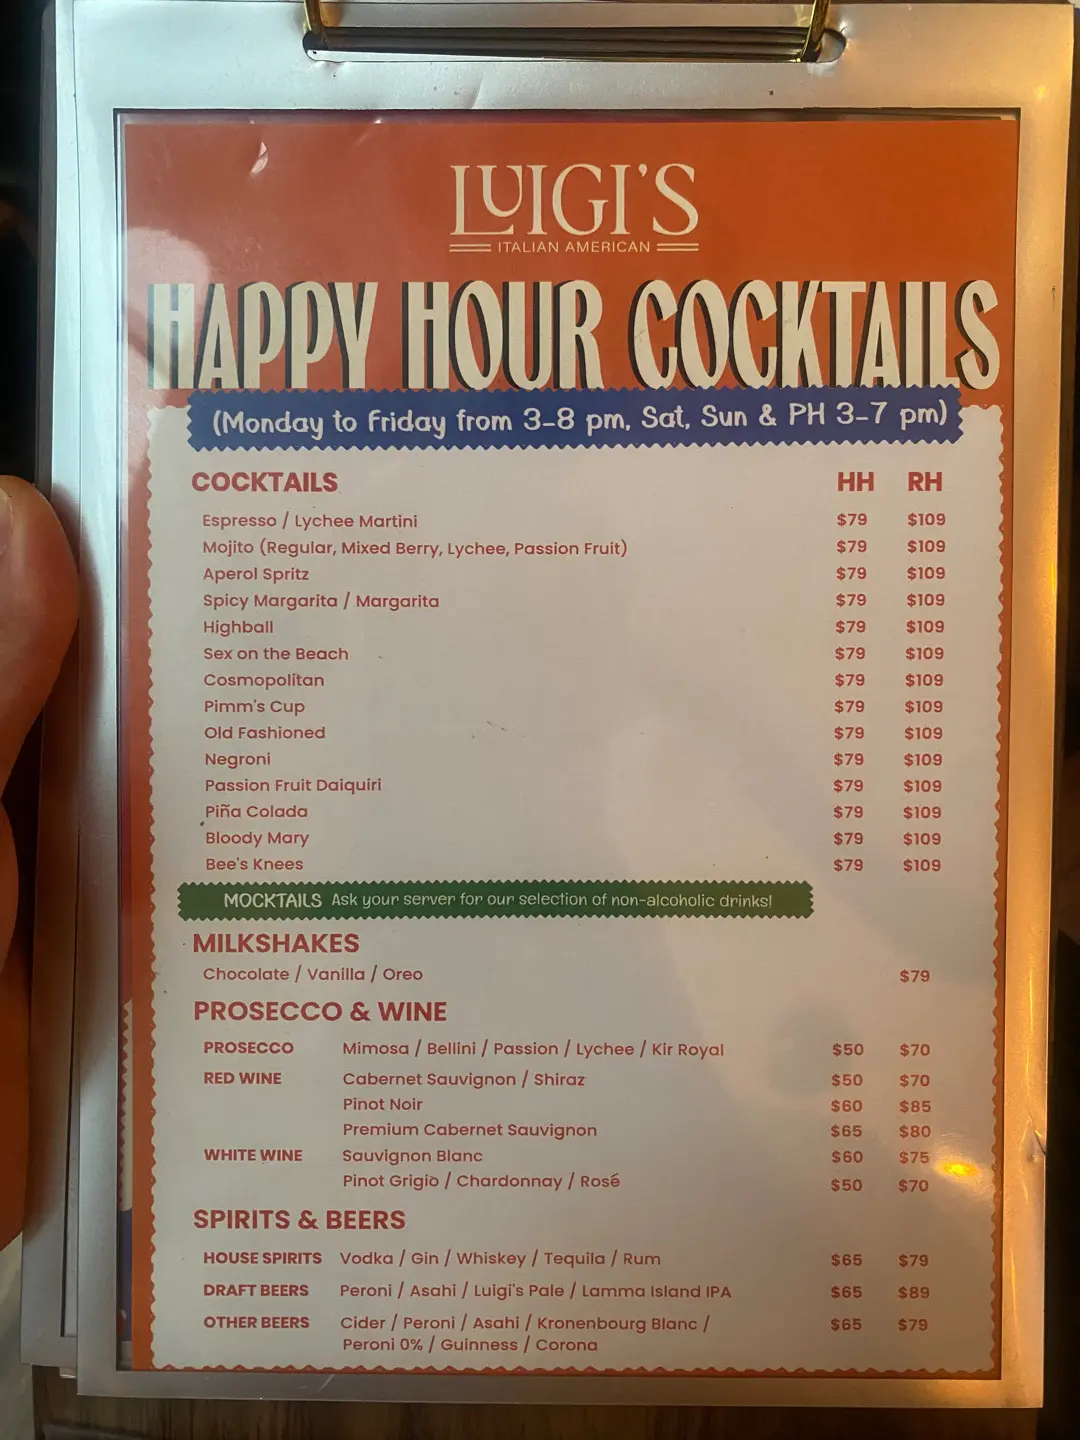 LUIGI'S
ITALIAN AMERICAN
HAPPY HOUR COCKTAILS
(Monday to Friday from 3-8 pm, Sat, Sun & PH 3-7 pm)
COCKTAILS HH RH
Espresso / Lychee Martini $79 $109
Mojito (Regular, Mixed Berry, Lychee, Passion Fruit) $79 $109
Aperol Spritz $79 $109
Spicy Margarita / Margarita $79 $109
Highball $79 $109
Sex on the Beach $79 $109
Cosmopolitan $79 $109
Pimm's Cup $79 $109
Old Fashioned $79 $109
Negroni $79 $109
Passion Fruit Daiquiri $79 $109
Piña Colada $79 $109
Bloody Mary $79 $109
Bee's Knees $79 $109
MOCKTAILS Ask your server for our selection of non-alcoholic drinks!
MILKSHAKES
Chocolate / Vanilla / Oreo $79
PROSECCO & WINE
PROSECCO Mimosa / Bellini / Passion / Lychee / Kir Royal $50 $70
RED WINE Cabernet Sauvignon / Shiraz $50 $70
Pinot Noir $60 $85
Premium Cabernet Sauvignon $65 $80
WHITE WINE Sauvignon Blanc $60 $75
Pinot Grigio / Chardonnay / Rosé $50 $70
SPIRITS & BEERS
HOUSE SPIRITS Vodka / Gin / Whiskey / Tequila / Rum $65 $79
DRAFT BEERS Peroni / Asahi / Luigi's Pale / Lamma Island IPA $65 $89
OTHER BEERS Cider / Peroni / Asahi / Kronenbourg Blanc / $65 $79
Peroni 0% / Guinness / Corona